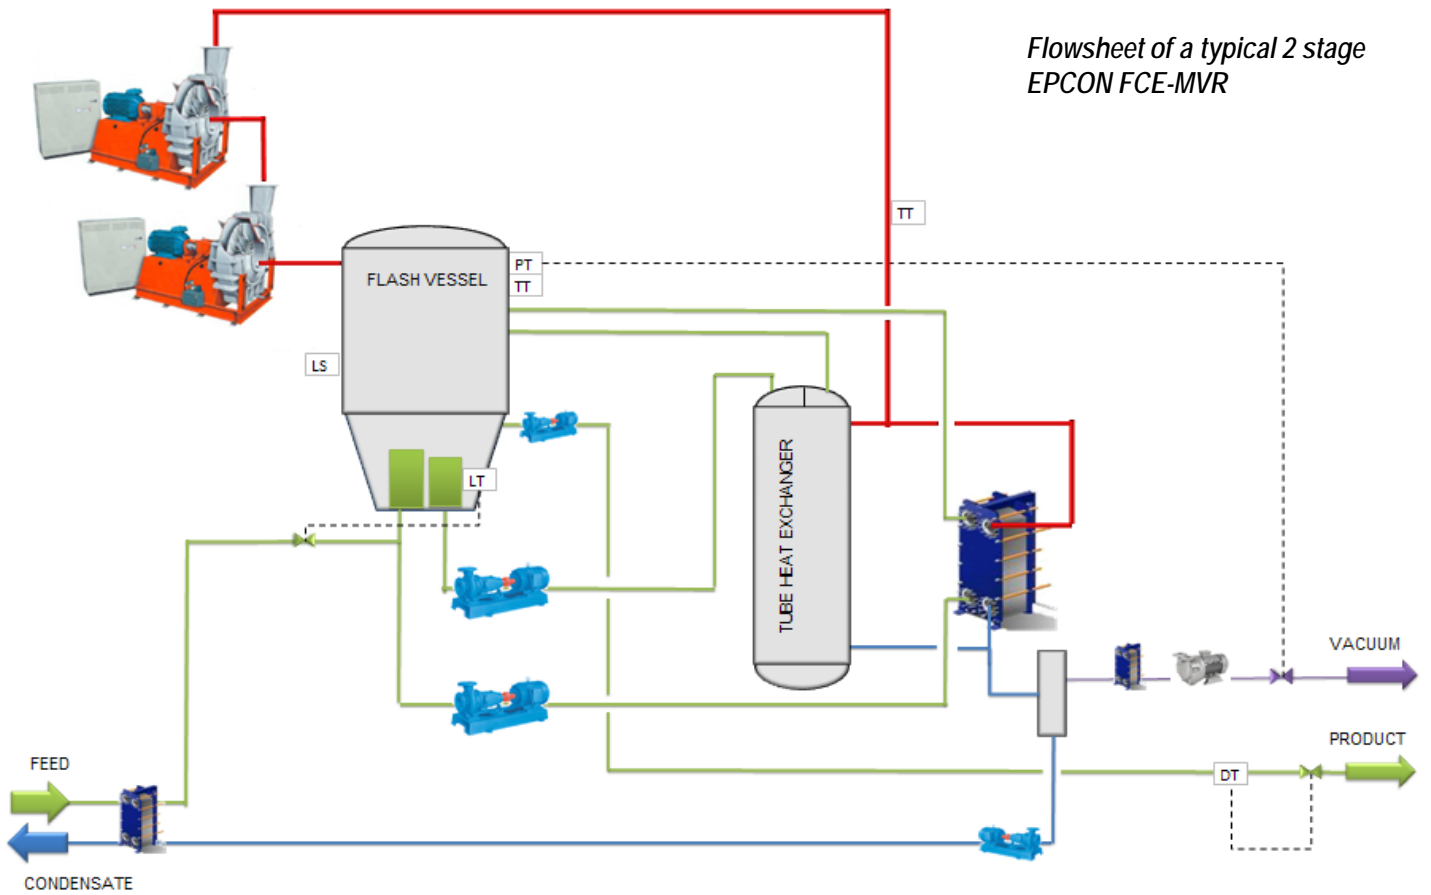 Flowsheet of a typical 2 stage
EPCON FCE-MVR
TT
FLASH VESSEL
PT
TT
LS
LT
TUBE HEAT EXCHANGER
VACUUM
PRODUCT
DT
FEED
CONDENSATE